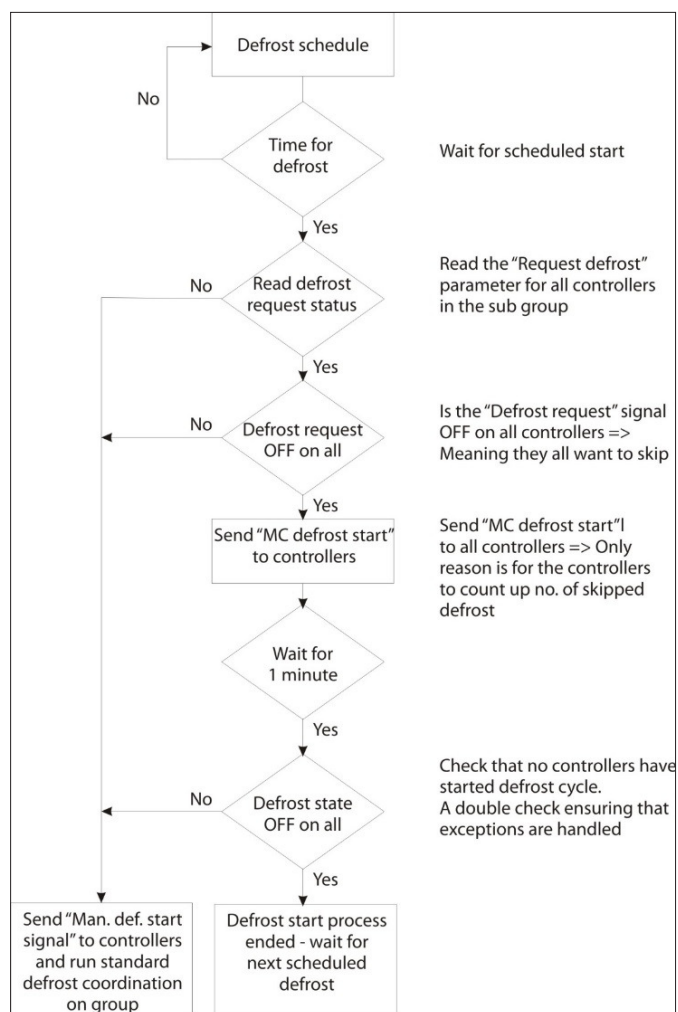 Defrost schedule
No
Time for
defrost
Wait for scheduled start
Yes
No
Read defrost
request status
Read the “Request defrost”
parameter for all controllers
in the sub group
Yes
No
Defrost request
OFF on all
Is the “Defrost request” signal
OFF on all controllers =>
Meaning they all want to skip
Yes
Send “MC defrost start”
to controllers
Send “MC defrost start”l
to all controllers => Only
reason is for the controllers
to count up no. of skipped
defrost
Wait for
1 minute
Yes
No
Defrost state
OFF on all
Check that no controllers have
started defrost cycle.
A double check ensuring that
exceptions are handled
Yes
Send “Man. def. start
signal” to controllers
and run standard
defrost coordination
on group
Defrost start process
ended - wait for
next scheduled
defrost